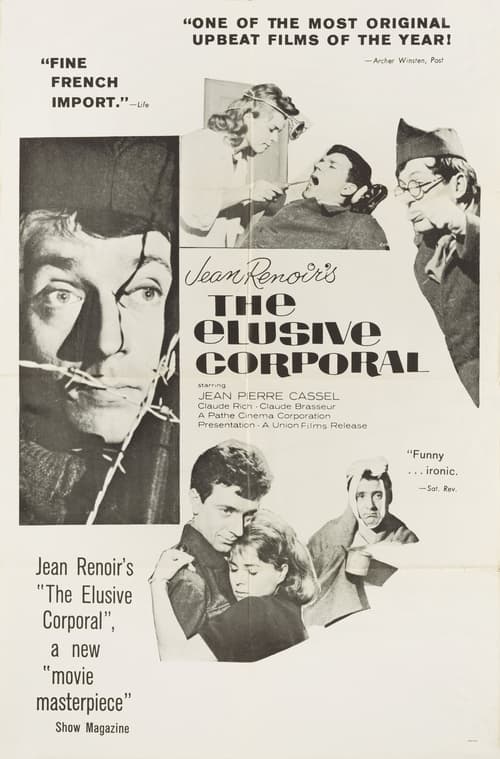 "ONE OF THE MOST ORIGINAL
UPBEAT FILMS OF THE YEAR!
—Archer Winsten, Post
"FINE
FRENCH
IMPORT."—Life
Jean Renoir's
THE
ELUSIVE
CORPORAL
starring
JEAN PIERRE CASSEL
Claude Rich · Claude Brasseur
A Pathe Cinema Corporation
Presentation · A Union Films Release
"Funny
...ironic.
—Sat. Rev.
Jean Renoir's
"The Elusive
Corporal",
a new
"movie
masterpiece"
Show Magazine